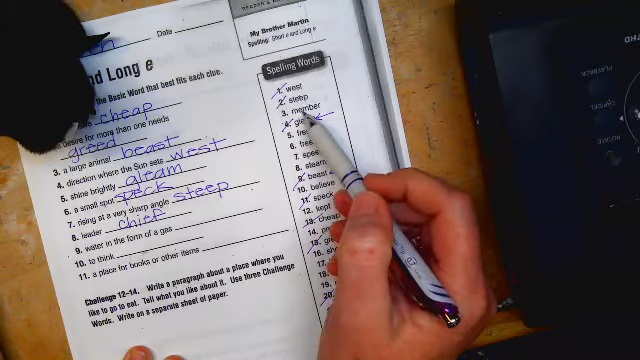 Date
My Brother Martin
Spelling: Short e and Long e
nd Long e
Spelling Words
the Basic Word that best fits each clue.
cheap
desire for more than one needs
greed
3. a large animal beast
4. direction where the Sun sets west
5. shine brightly gleam
6. a small spot speck
7. rising at a very sharp angle steep
8. leader chief
9. water in the form of a gas
10. to think
11. a place for books or other items
Challenge 12–14. Write a paragraph about a place where you
like to go to eat. Tell what you like about it. Use three Challenge
Words. Write on a separate sheet of paper.
1. west
2. steep
3. member
4.
5.
6.
7.
8.
9. beast
10. believe
11. speck
12. kept
13. cheap
14.
15.
16.
17.
18.
19.
20.
PLAYBACK